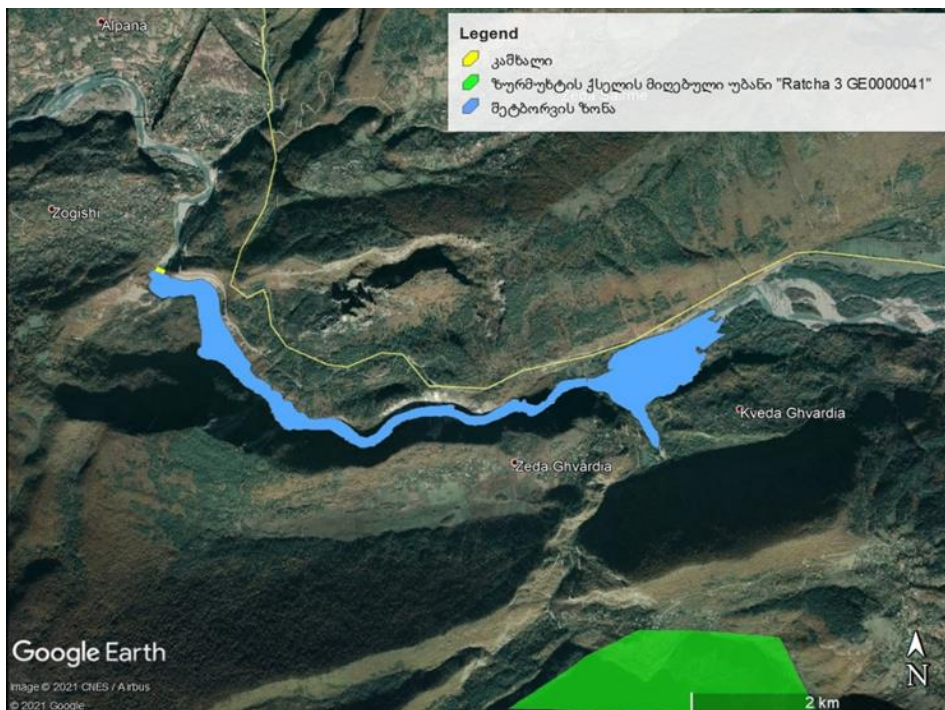 Alpana
Legend
კაშხალი
ზურმუხტის ქსელის მიღებული უბანი "Ratcha 3 GE0000041"
შეტბორვის ზონა
Zogishi
Kveda Ghvardia
Zeda Ghvardia
Google Earth
Image © 2021 CNES / Airbus
© 2021 Google
N
2 km